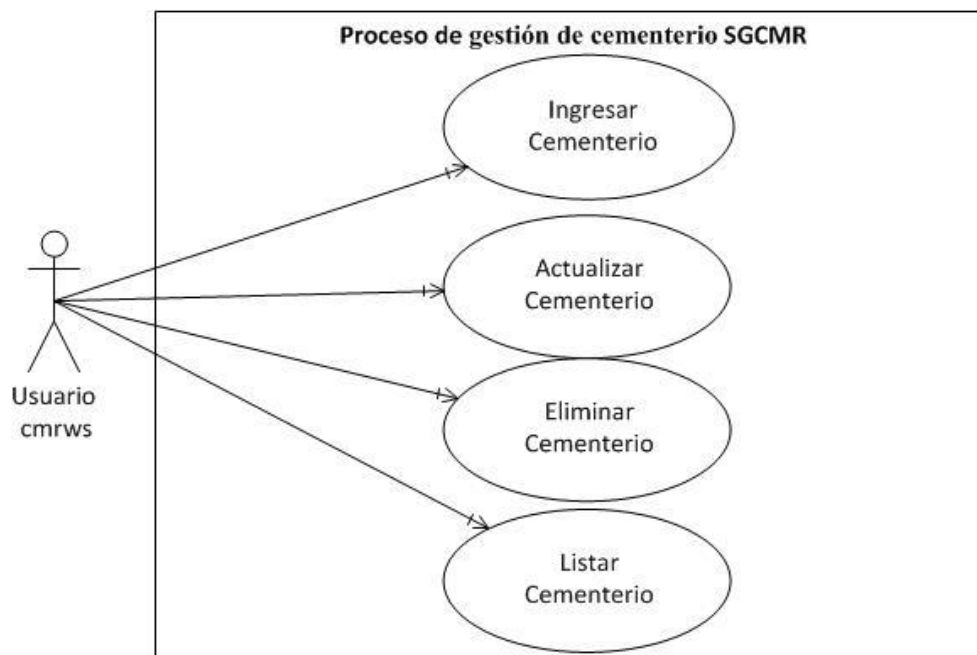 Proceso de gestión de cementerio SGCMR
Ingresar
Cementerio
Actualizar
Cementerio
Eliminar
Cementerio
Listar
Cementerio
Usuario
cmrws